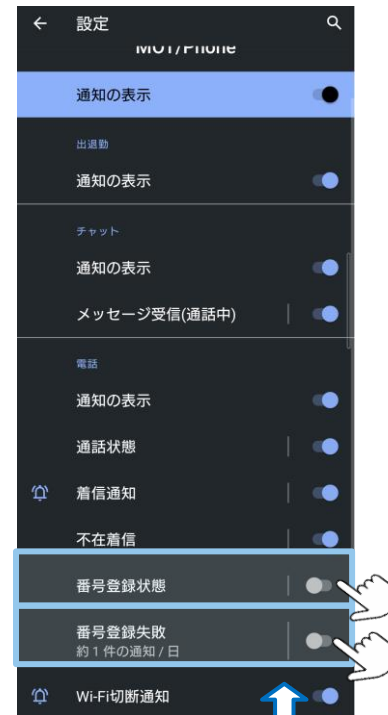 設定
MOT/Phone
通知の表示
出退勤
通知の表示
チャット
通知の表示
メッセージ受信(通話中)
電話
通知の表示
通話状態
着信通知
不在着信
番号登録状態
番号登録失敗
約 1 件の通知 / 日
Wi-Fi切断通知